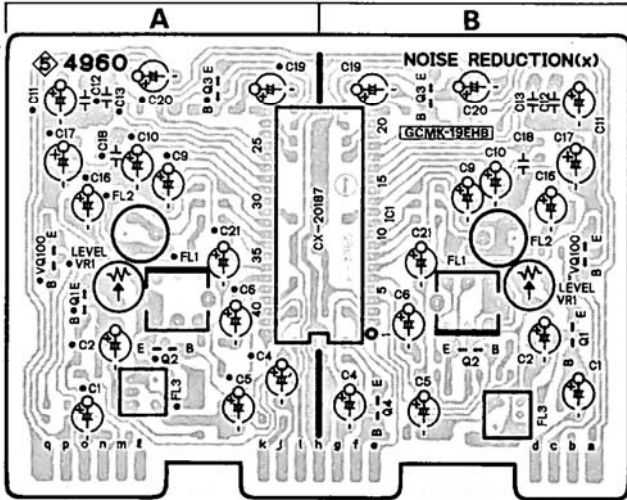 A B
5 4960 NOISE REDUCTION(x)
C19 C19
C11 C12 C13 C20 Q3 E B
E Q3 B C20 C13 C12 C11
GCMK-19EHB
C17 C18 C10 C9
C9 C10 C18 C17
25 20
C16 FL2 30 15 C16
CX-20187 IC1
VQ100 E B LEVEL VR1 FL1 C21 35 10 C21 FL1 FL2 VQ100 E B
LEVEL VR1
Q1 E B C6 40 5 C6
1
C2 E Q2 B C4 E Q2 B C2 E Q1 B
C1 FL3 C5 C4 E Q4 B C5 FL3 C1
q p o n m ℓ k j i h g f d c b a